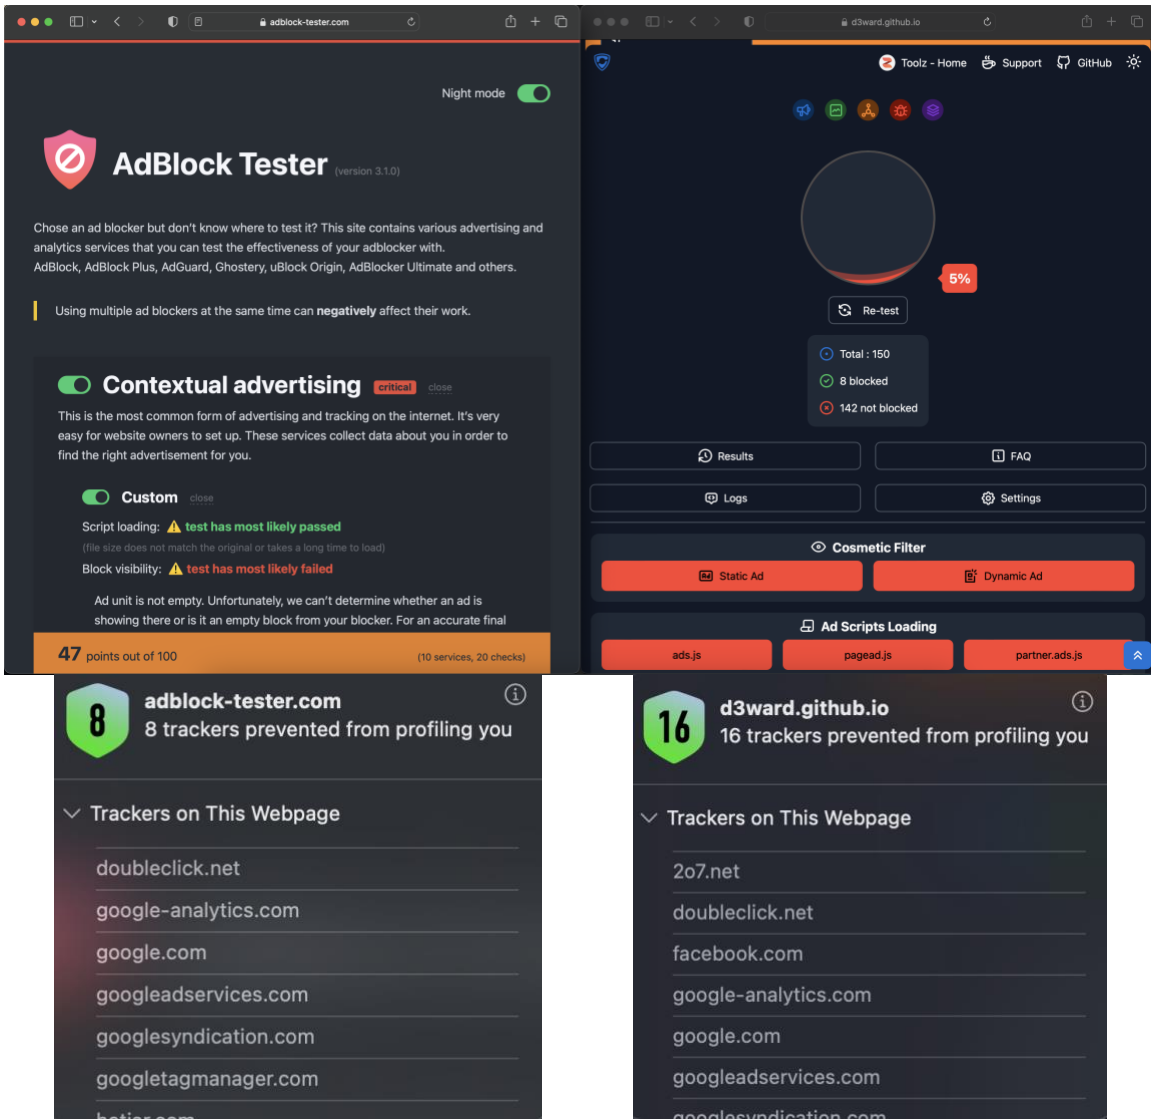 adblock-tester.com
Night mode
AdBlock Tester (version 3.1.0)
Chose an ad blocker but don't know where to test it? This site contains various advertising and
analytics services that you can test the effectiveness of your adblocker with.
AdBlock, AdBlock Plus, AdGuard, Ghostery, uBlock Origin, AdBlocker Ultimate and others.
Using multiple ad blockers at the same time can negatively affect their work.
Contextual advertising critical close
This is the most common form of advertising and tracking on the internet. It's very
easy for website owners to set up. These services collect data about you in order to
find the right advertisement for you.
Custom close
Script loading: test has most likely passed
(file size does not match the original or takes a long time to load)
Block visibility: test has most likely failed
Ad unit is not empty. Unfortunately, we can't determine whether an ad is
showing there or is it an empty block from your blocker. For an accurate final
47 points out of 100 (10 services, 20 checks)
d3ward.github.io
Toolz - Home Support GitHub
5%
Re-test
Total : 150
8 blocked
142 not blocked
Results FAQ
Logs Settings
Cosmetic Filter
Static Ad Dynamic Ad
Ad Scripts Loading
ads.js pagead.js partner.ads.js
8
adblock-tester.com
8 trackers prevented from profiling you
Trackers on This Webpage
doubleclick.net
google-analytics.com
google.com
googleadservices.com
googlesyndication.com
googletagmanager.com
16
d3ward.github.io
16 trackers prevented from profiling you
Trackers on This Webpage
2o7.net
doubleclick.net
facebook.com
google-analytics.com
google.com
googleadservices.com
googlesyndication.com